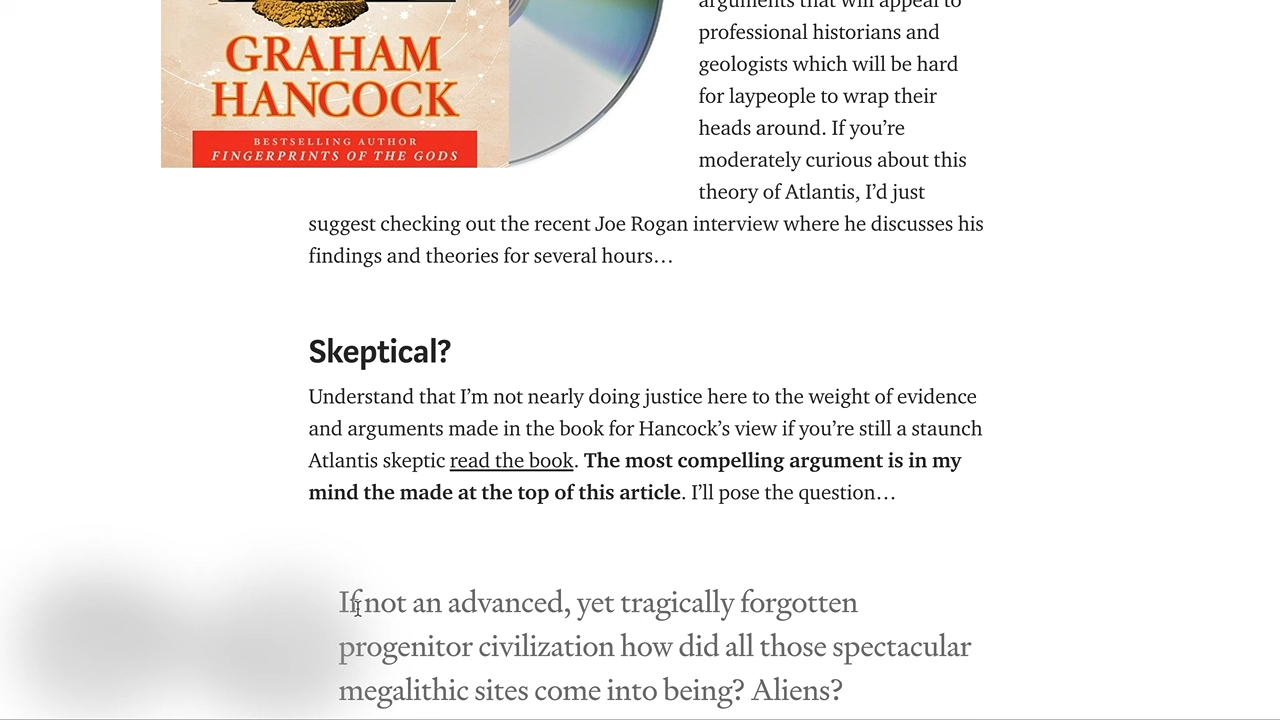 arguments that will appeal to
GRAHAM
HANCOCK
BESTSELLING AUTHOR
FINGERPRINTS OF THE GODS
professional historians and
geologists which will be hard
for laypeople to wrap their
heads around. If you’re
moderately curious about this
theory of Atlantis, I’d just
suggest checking out the recent Joe Rogan interview where he discusses his
findings and theories for several hours…
Skeptical?
Understand that I’m not nearly doing justice here to the weight of evidence
and arguments made in the book for Hancock’s view if you’re still a staunch
Atlantis skeptic read the book. The most compelling argument is in my
mind the made at the top of this article. I’ll pose the question…
If not an advanced, yet tragically forgotten
progenitor civilization how did all those spectacular
megalithic sites come into being? Aliens?